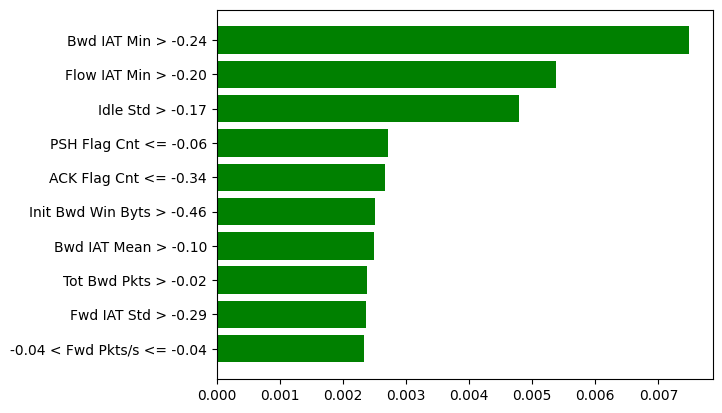 Bwd IAT Min > -0.24
Flow IAT Min > -0.20
Idle Std > -0.17
PSH Flag Cnt <= -0.06
ACK Flag Cnt <= -0.34
Init Bwd Win Byts > -0.46
Bwd IAT Mean > -0.10
Tot Bwd Pkts > -0.02
Fwd IAT Std > -0.29
-0.04 < Fwd Pkts/s <= -0.04
0.000 0.001 0.002 0.003 0.004 0.005 0.006 0.007